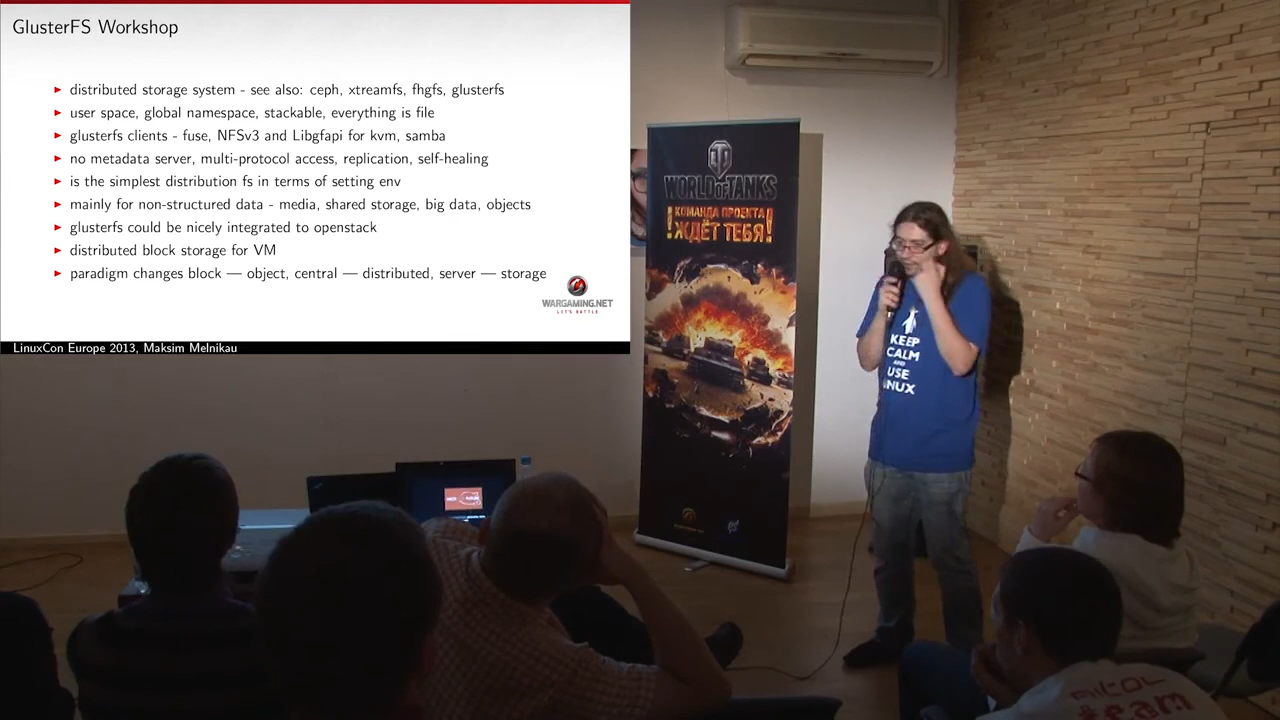 GlusterFS Workshop
distributed storage system - see also: ceph, xtreamfs, fhgfs, glusterfs
user space, global namespace, stackable, everything is file
glusterfs clients - fuse, NFSv3 and Libgfapi for kvm, samba
no metadata server, multi-protocol access, replication, self-healing
is the simplest distribution fs in terms of setting env
mainly for non-structured data - media, shared storage, big data, objects
glusterfs could be nicely integrated to openstack
distributed block storage for VM
paradigm changes block — object, central — distributed, server — storage
WARGAMING.NET
LET'S BATTLE
LinuxCon Europe 2013, Maksim Melnikau
WORLD OF TANKS
КОМАНДА ПРОЕКТА
ЖДЁТ ТЕБЯ!
KEEP
CALM
AND
USE
LINUX
team